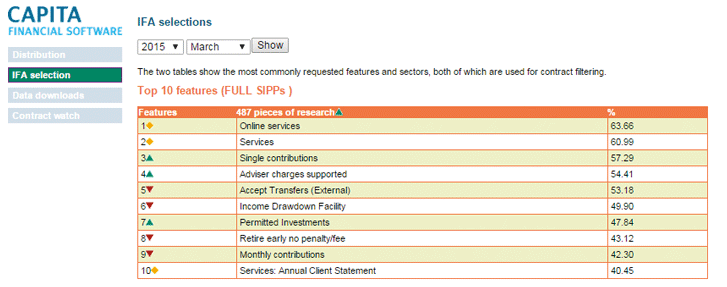 CAPITA
FINANCIAL SOFTWARE
Distribution
IFA selection
Data downloads
Contract watch
IFA selections
2015 March Show
The two tables show the most commonly requested features and sectors, both of which are used for contract filtering.
Top 10 features (FULL SIPPs )
Features 487 pieces of research %
1 Online services 63.66
2 Services 60.99
3 Single contributions 57.29
4 Adviser charges supported 54.41
5 Accept Transfers (External) 53.18
6 Income Drawdown Facility 49.90
7 Permitted Investments 47.84
8 Retire early no penalty/fee 43.12
9 Monthly contributions 42.30
10 Services: Annual Client Statement 40.45